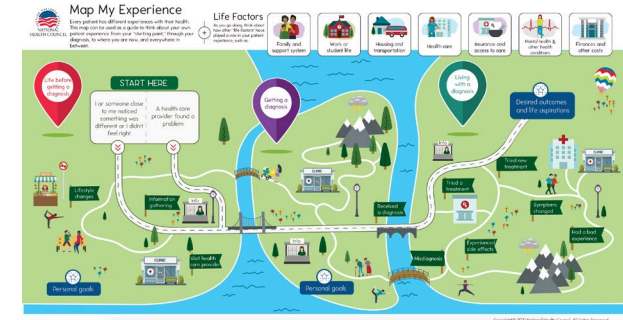 NATIONAL
HEALTH COUNCIL
Map My Experience
Every patient has different experiences with their health.
This map can be used as a guide to think about your own
patient experience from your "starting point," through your
diagnosis, to where you are now, and everywhere in
between.
+
Life Factors
As you go along, think about
how other "life factors" have
played a role in your patient
experience, such as:
Family and
support system
Work or
student life
Housing and
transportation
Health care
Insurance and
access to care
Mental health &
other health
conditions
Finances and
other costs
Life before
getting a
diagnosis
START HERE
I or someone close
to me noticed
something was
different or I didn't
feel right
A health care
provider found a
problem
Getting a
diagnosis
Living
with a
diagnosis
Desired outcomes
and life aspirations
Lifestyle
changes
Information
gathering
Info
Visit health
care provider
CLINIC
Personal goals
CLINIC
Info
Personal goals
Received
a diagnosis
Misdiagnosis
Info
Tried a
treatment
Tried new
treatment
Experienced
side effects
Symptoms
changed
CLINIC
Had a bad
experience